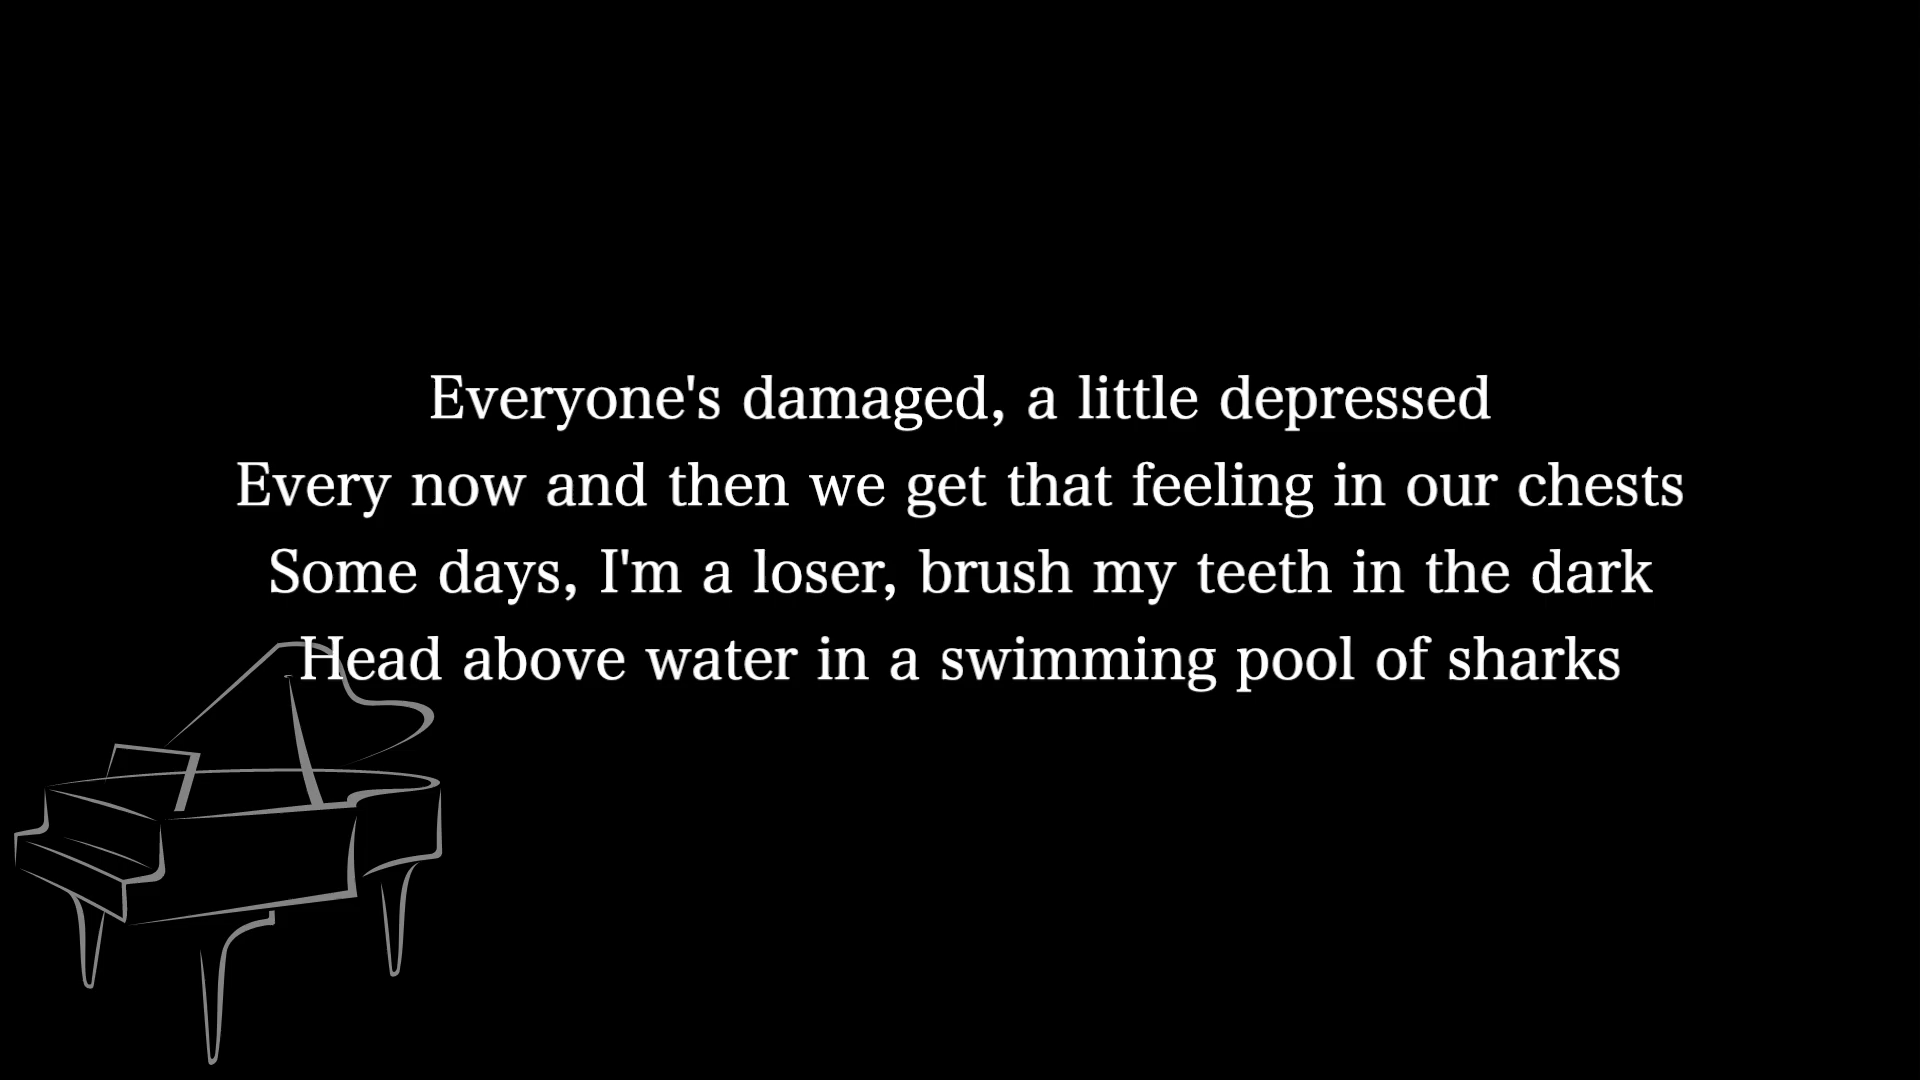 Everyone's damaged, a little depressed
Every now and then we get that feeling in our chests
Some days, I'm a loser, brush my teeth in the dark
Head above water in a swimming pool of sharks